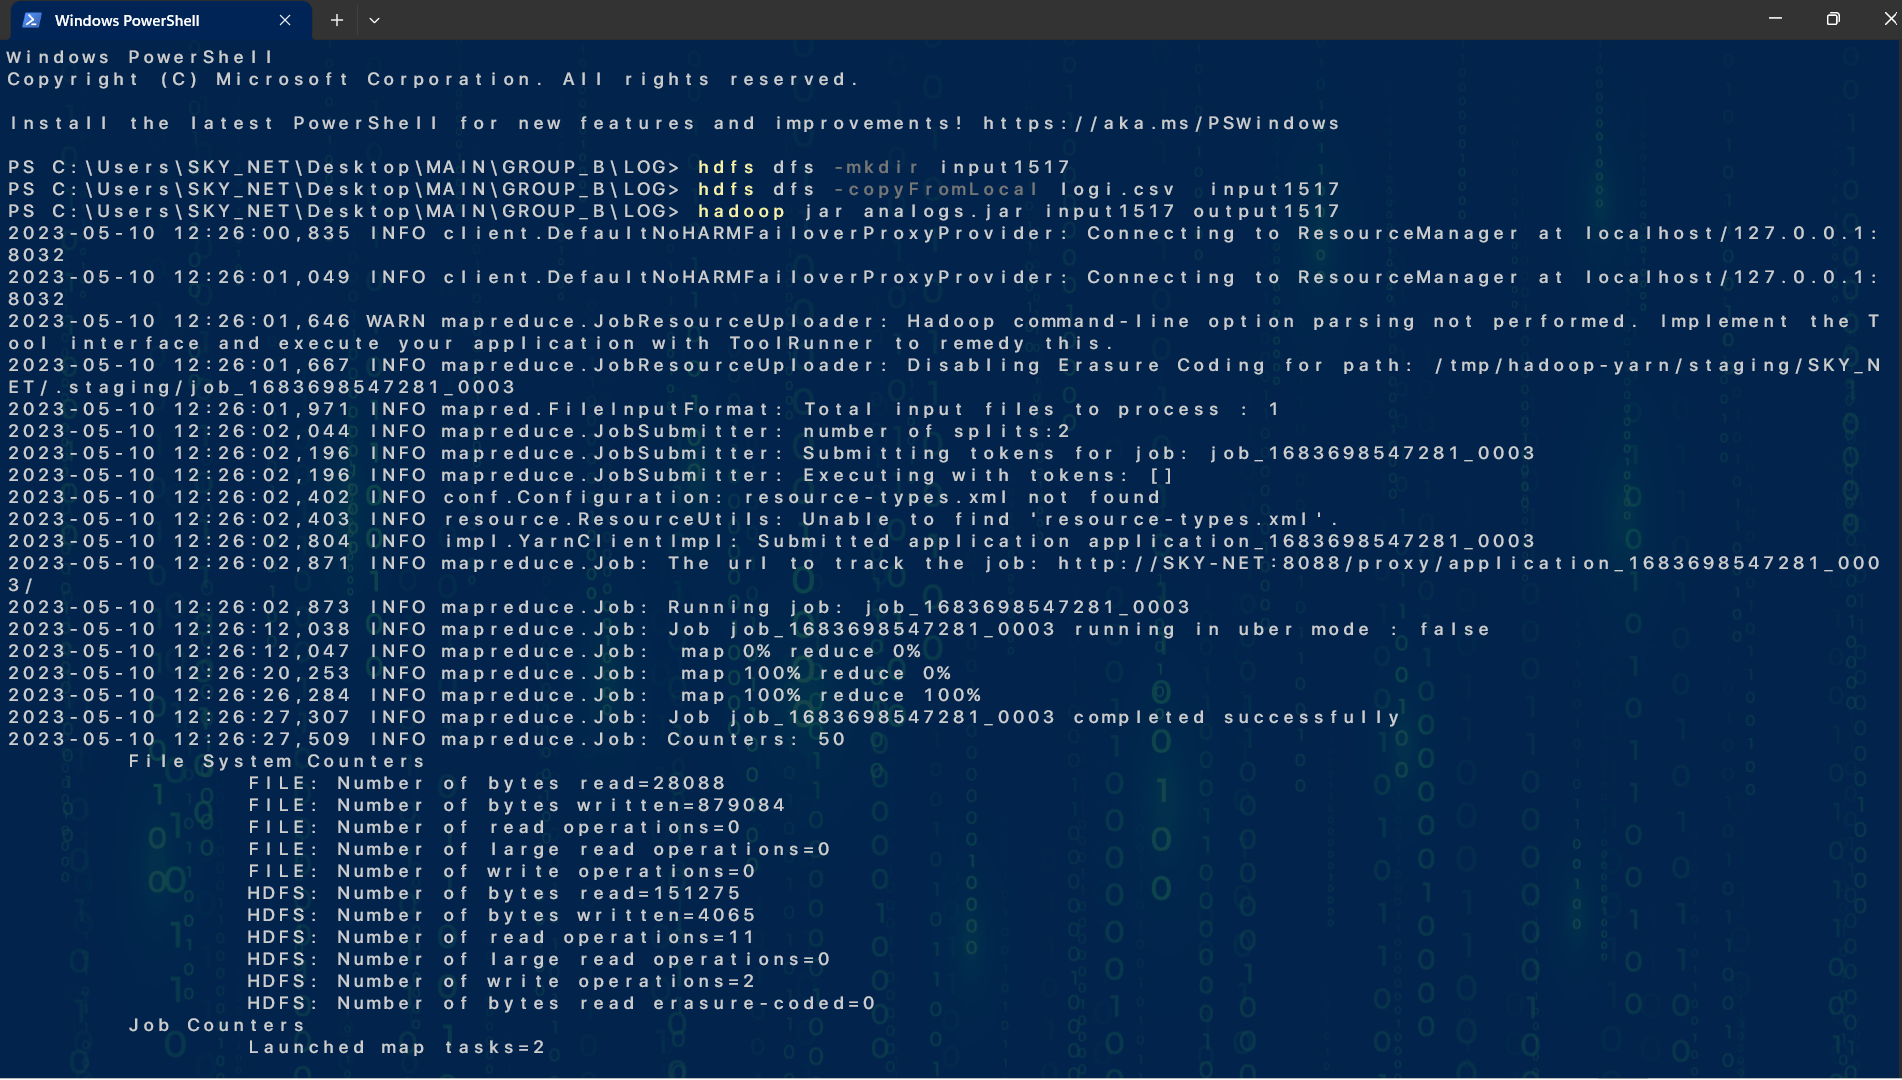 Windows PowerShell
Windows PowerShell
Copyright (C) Microsoft Corporation. All rights reserved.
Install the latest PowerShell for new features and improvements! https://aka.ms/PSWindows
PS C:\Users\SKY_NET\Desktop\MAIN\GROUP_B\LOG> hdfs dfs -mkdir input1517
PS C:\Users\SKY_NET\Desktop\MAIN\GROUP_B\LOG> hdfs dfs -copyFromLocal logi.csv input1517
PS C:\Users\SKY_NET\Desktop\MAIN\GROUP_B\LOG> hadoop jar analogs.jar input1517 output1517
2023-05-10 12:26:00,835 INFO client.DefaultNoHARMFailoverProxyProvider: Connecting to ResourceManager at localhost/127.0.0.1:
8032
2023-05-10 12:26:01,049 INFO client.DefaultNoHARMFailoverProxyProvider: Connecting to ResourceManager at localhost/127.0.0.1:
8032
2023-05-10 12:26:01,646 WARN mapreduce.JobResourceUploader: Hadoop command-line option parsing not performed. Implement the T
ool interface and execute your application with ToolRunner to remedy this.
2023-05-10 12:26:01,667 INFO mapreduce.JobResourceUploader: Disabling Erasure Coding for path: /tmp/hadoop-yarn/staging/SKY_N
ET/.staging/job_1683698547281_0003
2023-05-10 12:26:01,971 INFO mapred.FileInputFormat: Total input files to process : 1
2023-05-10 12:26:02,044 INFO mapreduce.JobSubmitter: number of splits:2
2023-05-10 12:26:02,196 INFO mapreduce.JobSubmitter: Submitting tokens for job: job_1683698547281_0003
2023-05-10 12:26:02,196 INFO mapreduce.JobSubmitter: Executing with tokens: []
2023-05-10 12:26:02,402 INFO conf.Configuration: resource-types.xml not found
2023-05-10 12:26:02,403 INFO resource.ResourceUtils: Unable to find 'resource-types.xml'.
2023-05-10 12:26:02,804 INFO impl.YarnClientImpl: Submitted application application_1683698547281_0003
2023-05-10 12:26:02,871 INFO mapreduce.Job: The url to track the job: http://SKY-NET:8088/proxy/application_1683698547281_000
3/
2023-05-10 12:26:02,873 INFO mapreduce.Job: Running job: job_1683698547281_0003
2023-05-10 12:26:12,038 INFO mapreduce.Job: Job job_1683698547281_0003 running in uber mode : false
2023-05-10 12:26:12,047 INFO mapreduce.Job:  map 0% reduce 0%
2023-05-10 12:26:20,253 INFO mapreduce.Job:  map 100% reduce 0%
2023-05-10 12:26:26,284 INFO mapreduce.Job:  map 100% reduce 100%
2023-05-10 12:26:27,307 INFO mapreduce.Job: Job job_1683698547281_0003 completed successfully
2023-05-10 12:26:27,509 INFO mapreduce.Job: Counters: 50
File System Counters
FILE: Number of bytes read=28088
FILE: Number of bytes written=879084
FILE: Number of read operations=0
FILE: Number of large read operations=0
FILE: Number of write operations=0
HDFS: Number of bytes read=151275
HDFS: Number of bytes written=4065
HDFS: Number of read operations=11
HDFS: Number of large read operations=0
HDFS: Number of write operations=2
HDFS: Number of bytes read erasure-coded=0
Job Counters
Launched map tasks=2